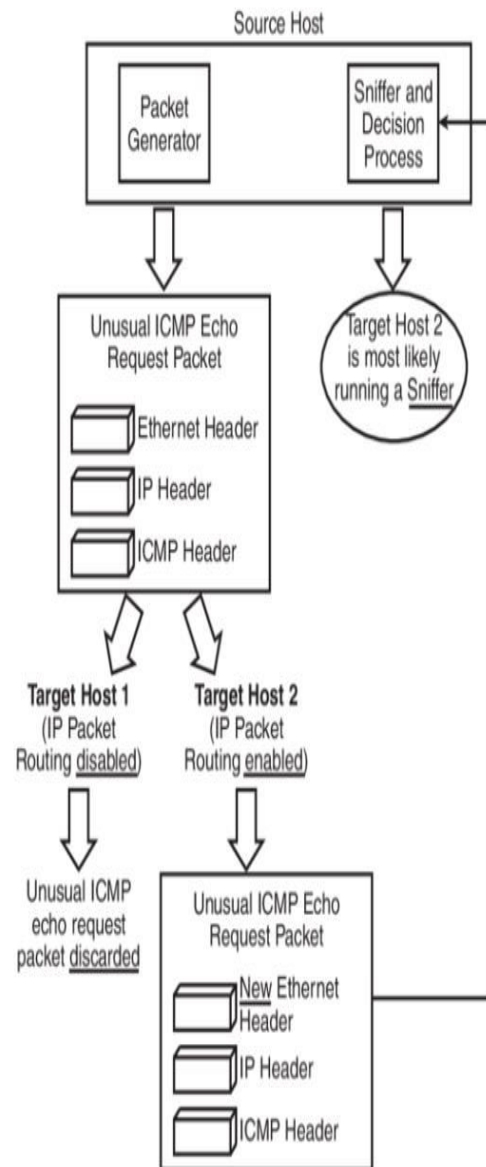 Source Host
Packet
Generator
Sniffer and
Decision
Process
Unusual ICMP Echo
Request Packet
Ethernet Header
IP Header
ICMP Header
Target Host 2
is most likely
running a Sniffer
Target Host 1
(IP Packet
Routing disabled)
Target Host 2
(IP Packet
Routing enabled)
Unusual ICMP
echo request
packet discarded
Unusual ICMP Echo
Request Packet
New Ethernet
Header
IP Header
ICMP Header